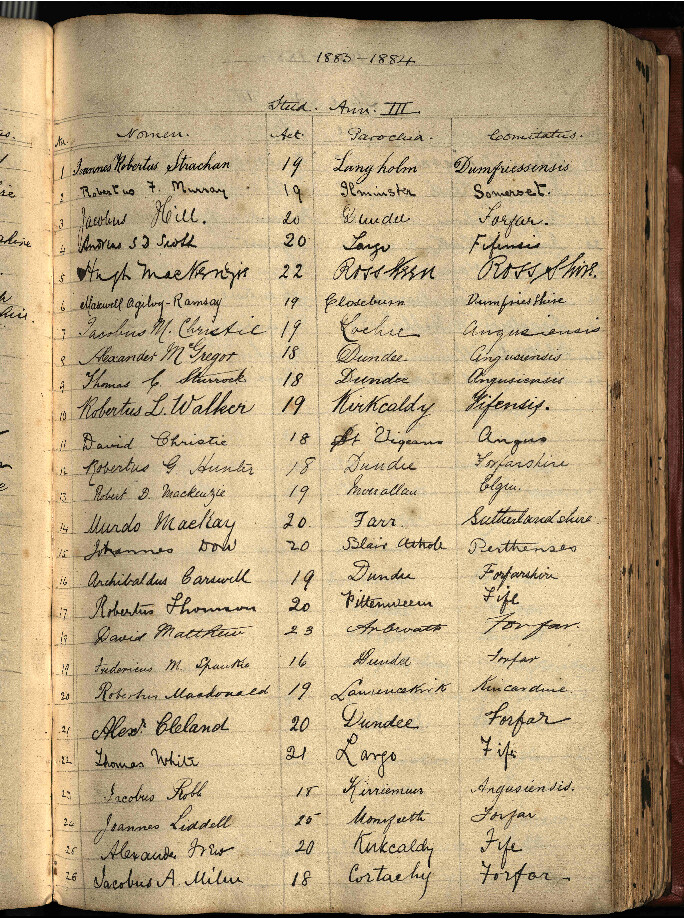 1883-1884
Stud. Ann. III
No. Nomen. Aet. Parochia. Comitatus.
1 Joannes Robertus Strachan 19 Langholm Dumfriessensis
2 Robertus F. Murray 19 Ilminster Somerset.
3 Jacobus Hill. 20 Dundee Forfar.
4 Andreas Scott 20 Largo Fifensis
5 Hugh MacKenzie 22 Rosskeen Ross Shire.
6 Maxwell Ogilvy-Ramsay 19 Closeburn Dumfriesshire
7 Jacobus M. Christie 19 Lochee Angusiensis
8 Alexander McGregor 18 Dundee Angusiensis
9 Thomas C. Sturrock 18 Dundee Angusiensis
10 Robertus L. Walker 19 Kirkcaldy Fifensis.
11 David Christie 18 St Vigeans Angus
12 Robertus G Hunter 18 Dundee Forfarshire
13 Robert D. Mackenzie 19 Elgin.
14 Murdo MacKay 20. Farr. Sutherlandshire.
15 Johannes Dow 20 Blair Athole Perthenses
16 Archibaldus Carswell 19 Dundee Forfarshire
17 Robertus Thomson 20 Pittenweem Fife
18 David Matthew 23 Arbroath Forfar.
19 Fredericus M. Spankie 16 Dundee Forfar
20 Robertus Macdonald 19 Laurencekirk Kincardine.
21 Alexr. Cleland 20 Dundee Forfar
22 Thomas White 21 Largo Fife
23 Jacobus Robb 18 Kirriemuir Angusiensis.
24 Joannes Liddell 25 Monifieth Forfar
25 Alexander 20 Kirkcaldy Fife
26 Jacobus A. Milne 18 Cortachy Forfar